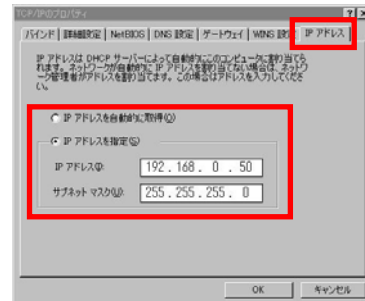 TCP/IPのプロパティ
バインド 詳細設定 NetBIOS DNS 設定 ゲートウェイ WINS 設定 IP アドレス
IP アドレスは DHCP サーバーによって自動的にこのコンピュータに割り当てら
れます。ネットワークが自動的に IP アドレスを割り当てない場合は、ネットワ
ーク管理者がアドレスを割り当てます。この場合はアドレスを入力してくださ
い。
IP アドレスを自動的に取得(O)
IP アドレスを指定(S)
IP アドレス(I): 192.168.0.50
サブネット マスク(U): 255.255.255.0
OK キャンセル